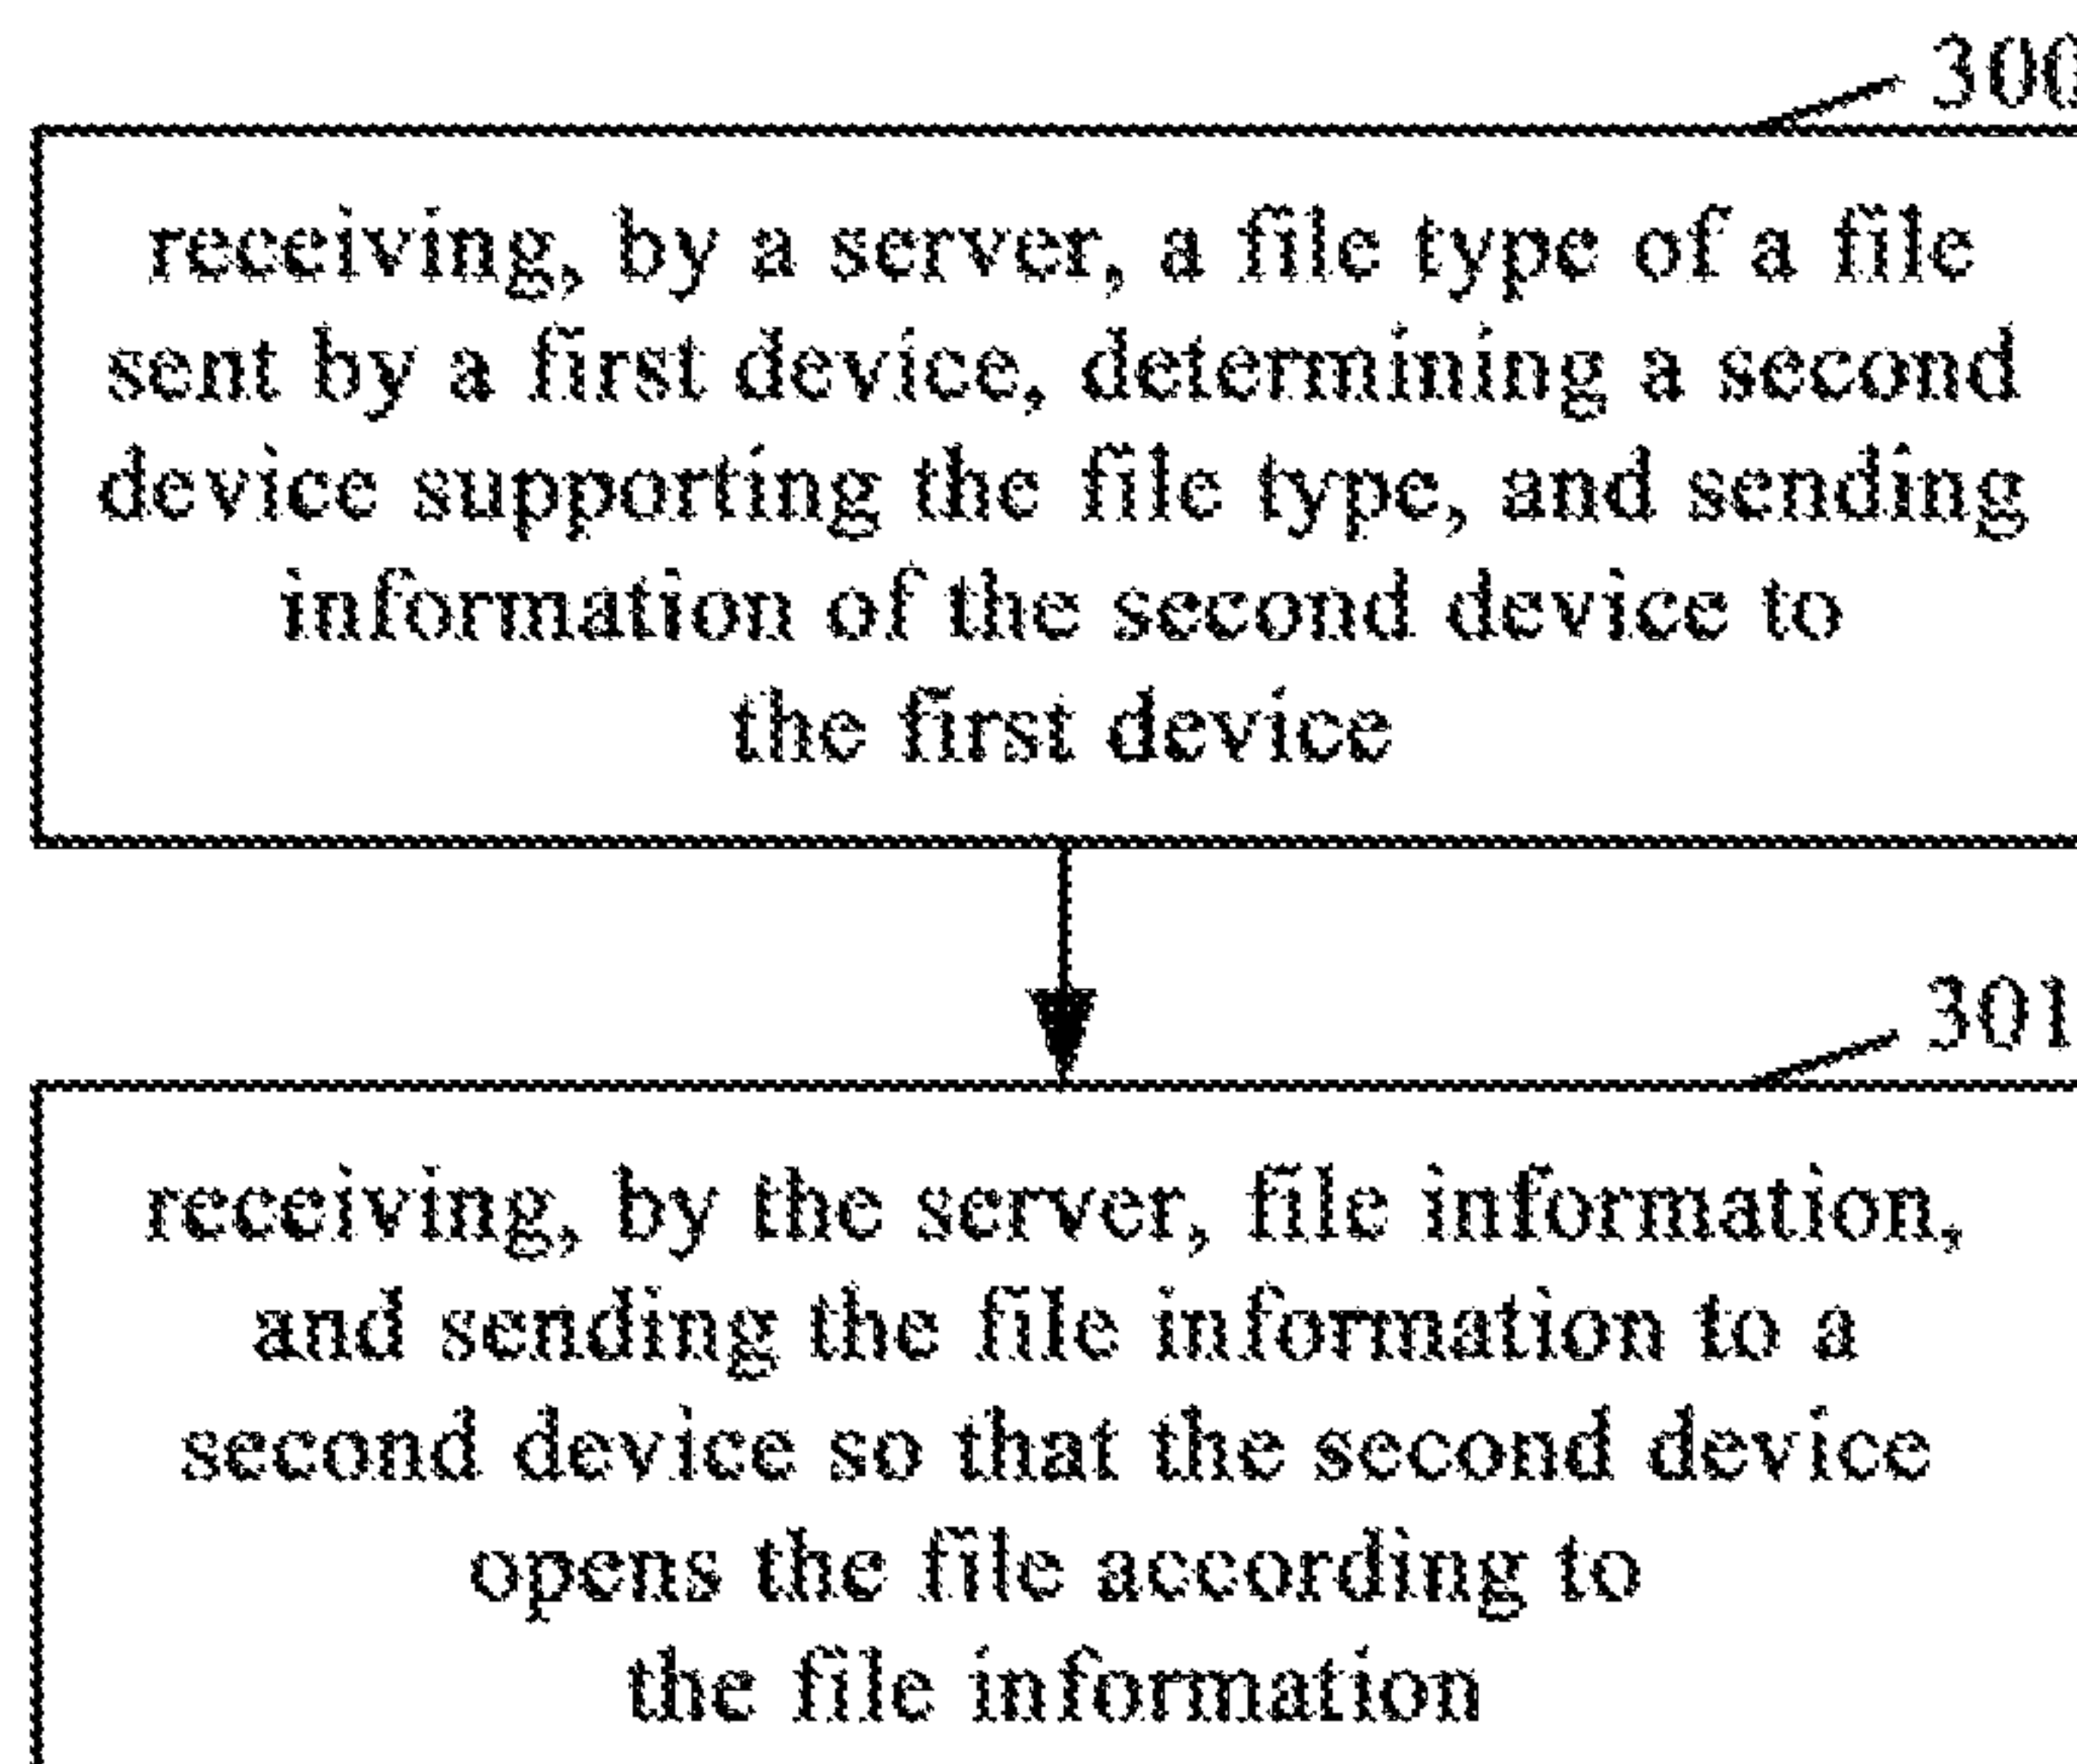 300
receiving, by a server, a file type of a file
sent by a first device, determining a second
device supporting the file type, and sending
information of the second device to
the first device
301
receiving, by the server, file information,
and sending the file information to a
second device so that the second device
opens the file according to
the file information